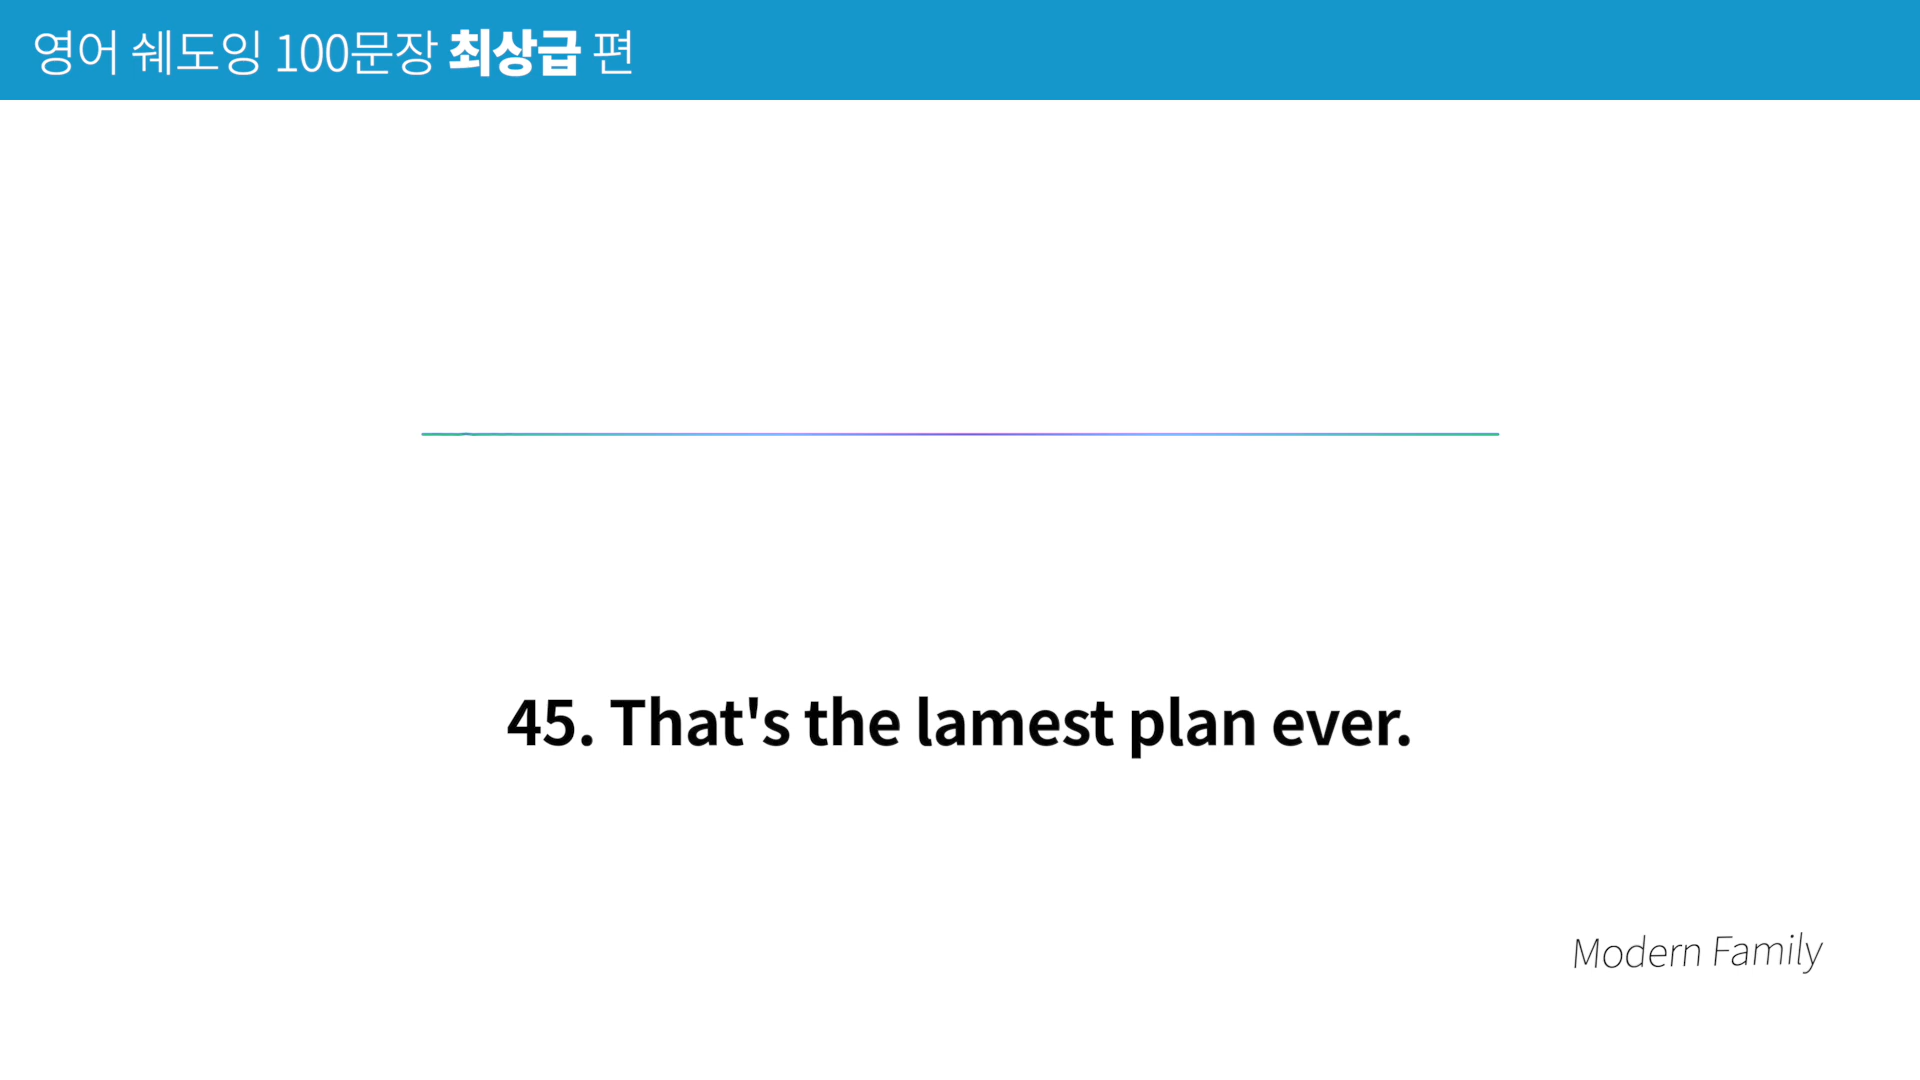 영어 쉐도잉 100문장 최상급 편
45. That's the lamest plan ever.
Modern Family